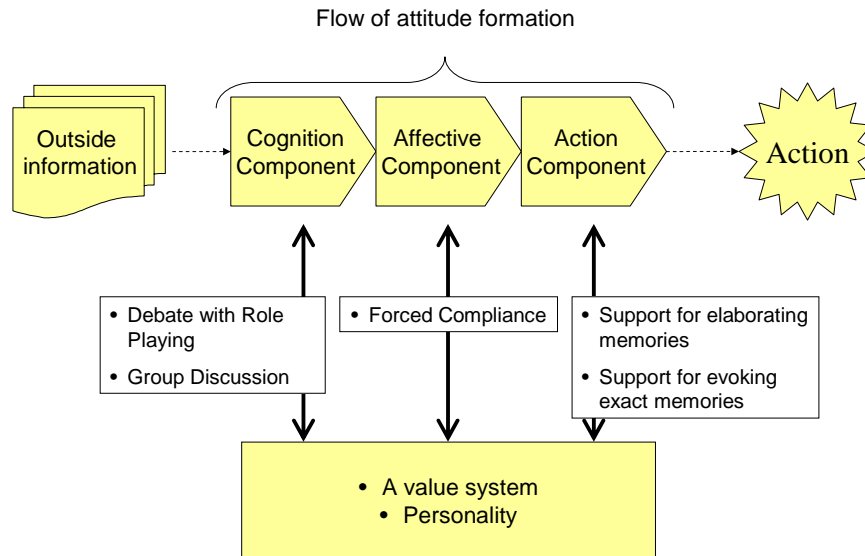 Flow of attitude formation
Outside
information
Cognition
Component
Affective
Component
Action
Component
Action
• Debate with Role
Playing
• Group Discussion
• Forced Compliance
• Support for elaborating
memories
• Support for evoking
exact memories
• A value system
• Personality